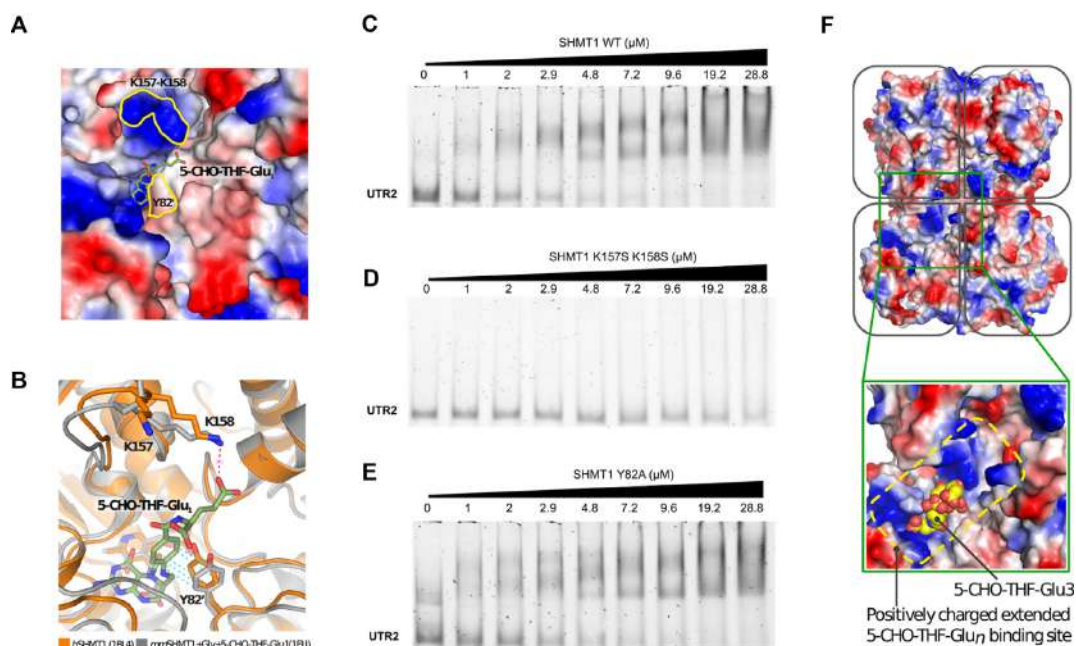 A
K157-K158
5-CHO-THF-Glu
Y82'
B
K158
K157
5-CHO-THF-Glu
Y82'
C
SHMT1 WT (µM)
0 1 2 2.9 4.8 7.2 9.6 19.2 28.8
UTR2
D
SHMT1 K157S K158S (µM)
0 1 2 2.9 4.8 7.2 9.6 19.2 28.8
UTR2
E
SHMT1 Y82A (µM)
0 1 2 2.9 4.8 7.2 9.6 19.2 28.8
UTR2
F
5-CHO-THF-Glu3
Positively charged extended
5-CHO-THF-Glun binding site